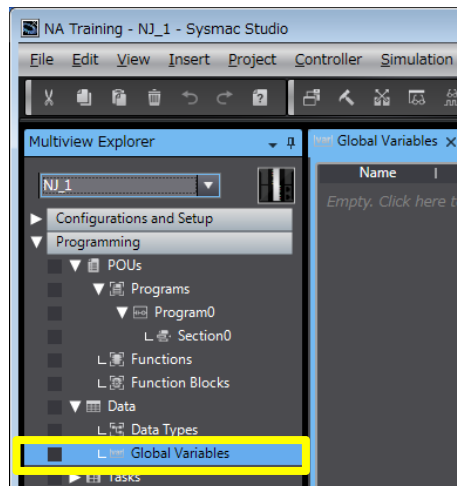 NA Training - NJ_1 - Sysmac Studio
File Edit View Insert Project Controller Simulation
Multiview Explorer
Global Variables
NJ_1
Name
Empty. Click here t
Configurations and Setup
Programming
POUs
Programs
Program0
Section0
Functions
Function Blocks
Data
Data Types
Global Variables
Tasks